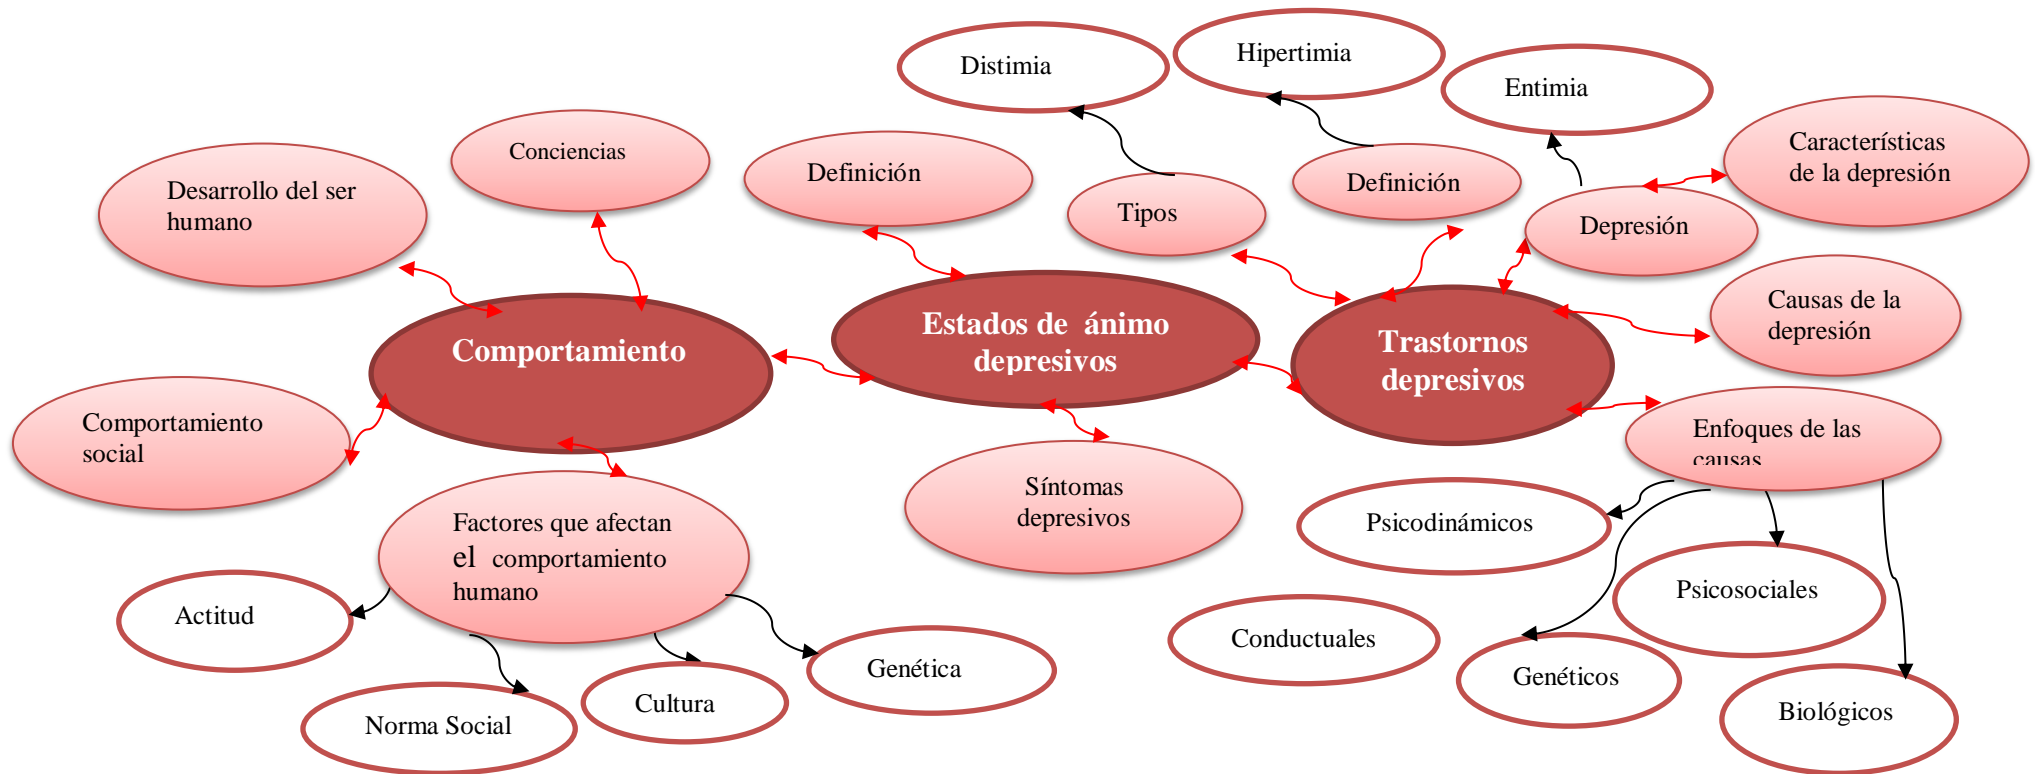 Distimia
Hipertimia
Entimia
Características
de la depresión
Conciencias
Definición
Desarrollo del ser
humano
Tipos
Definición
Depresión
Causas de la
depresión
Comportamiento
Estados de  ánimo
depresivos
Trastornos
depresivos
Comportamiento
social
Enfoques de las
causas
Síntomas
depresivos
Psicodinámicos
Factores que afectan
el  comportamiento
humano
Actitud
Psicosociales
Conductuales
Genética
Genéticos
Cultura
Norma Social
Biológicos